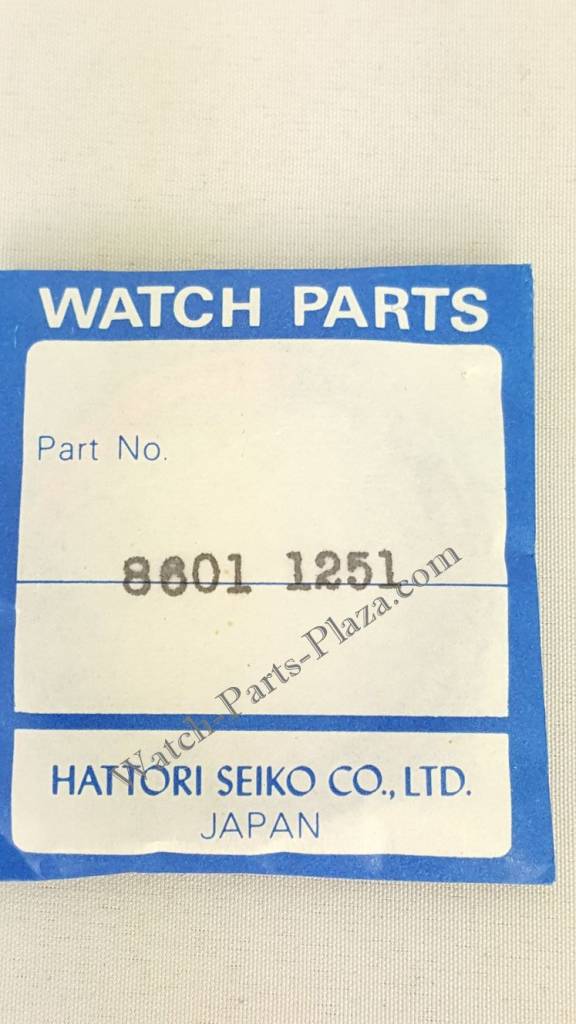 WATCH PARTS
Part No.
8601 1251
Watch-Parts-Plaza.com
HATTORI SEIKO CO., LTD.
JAPAN